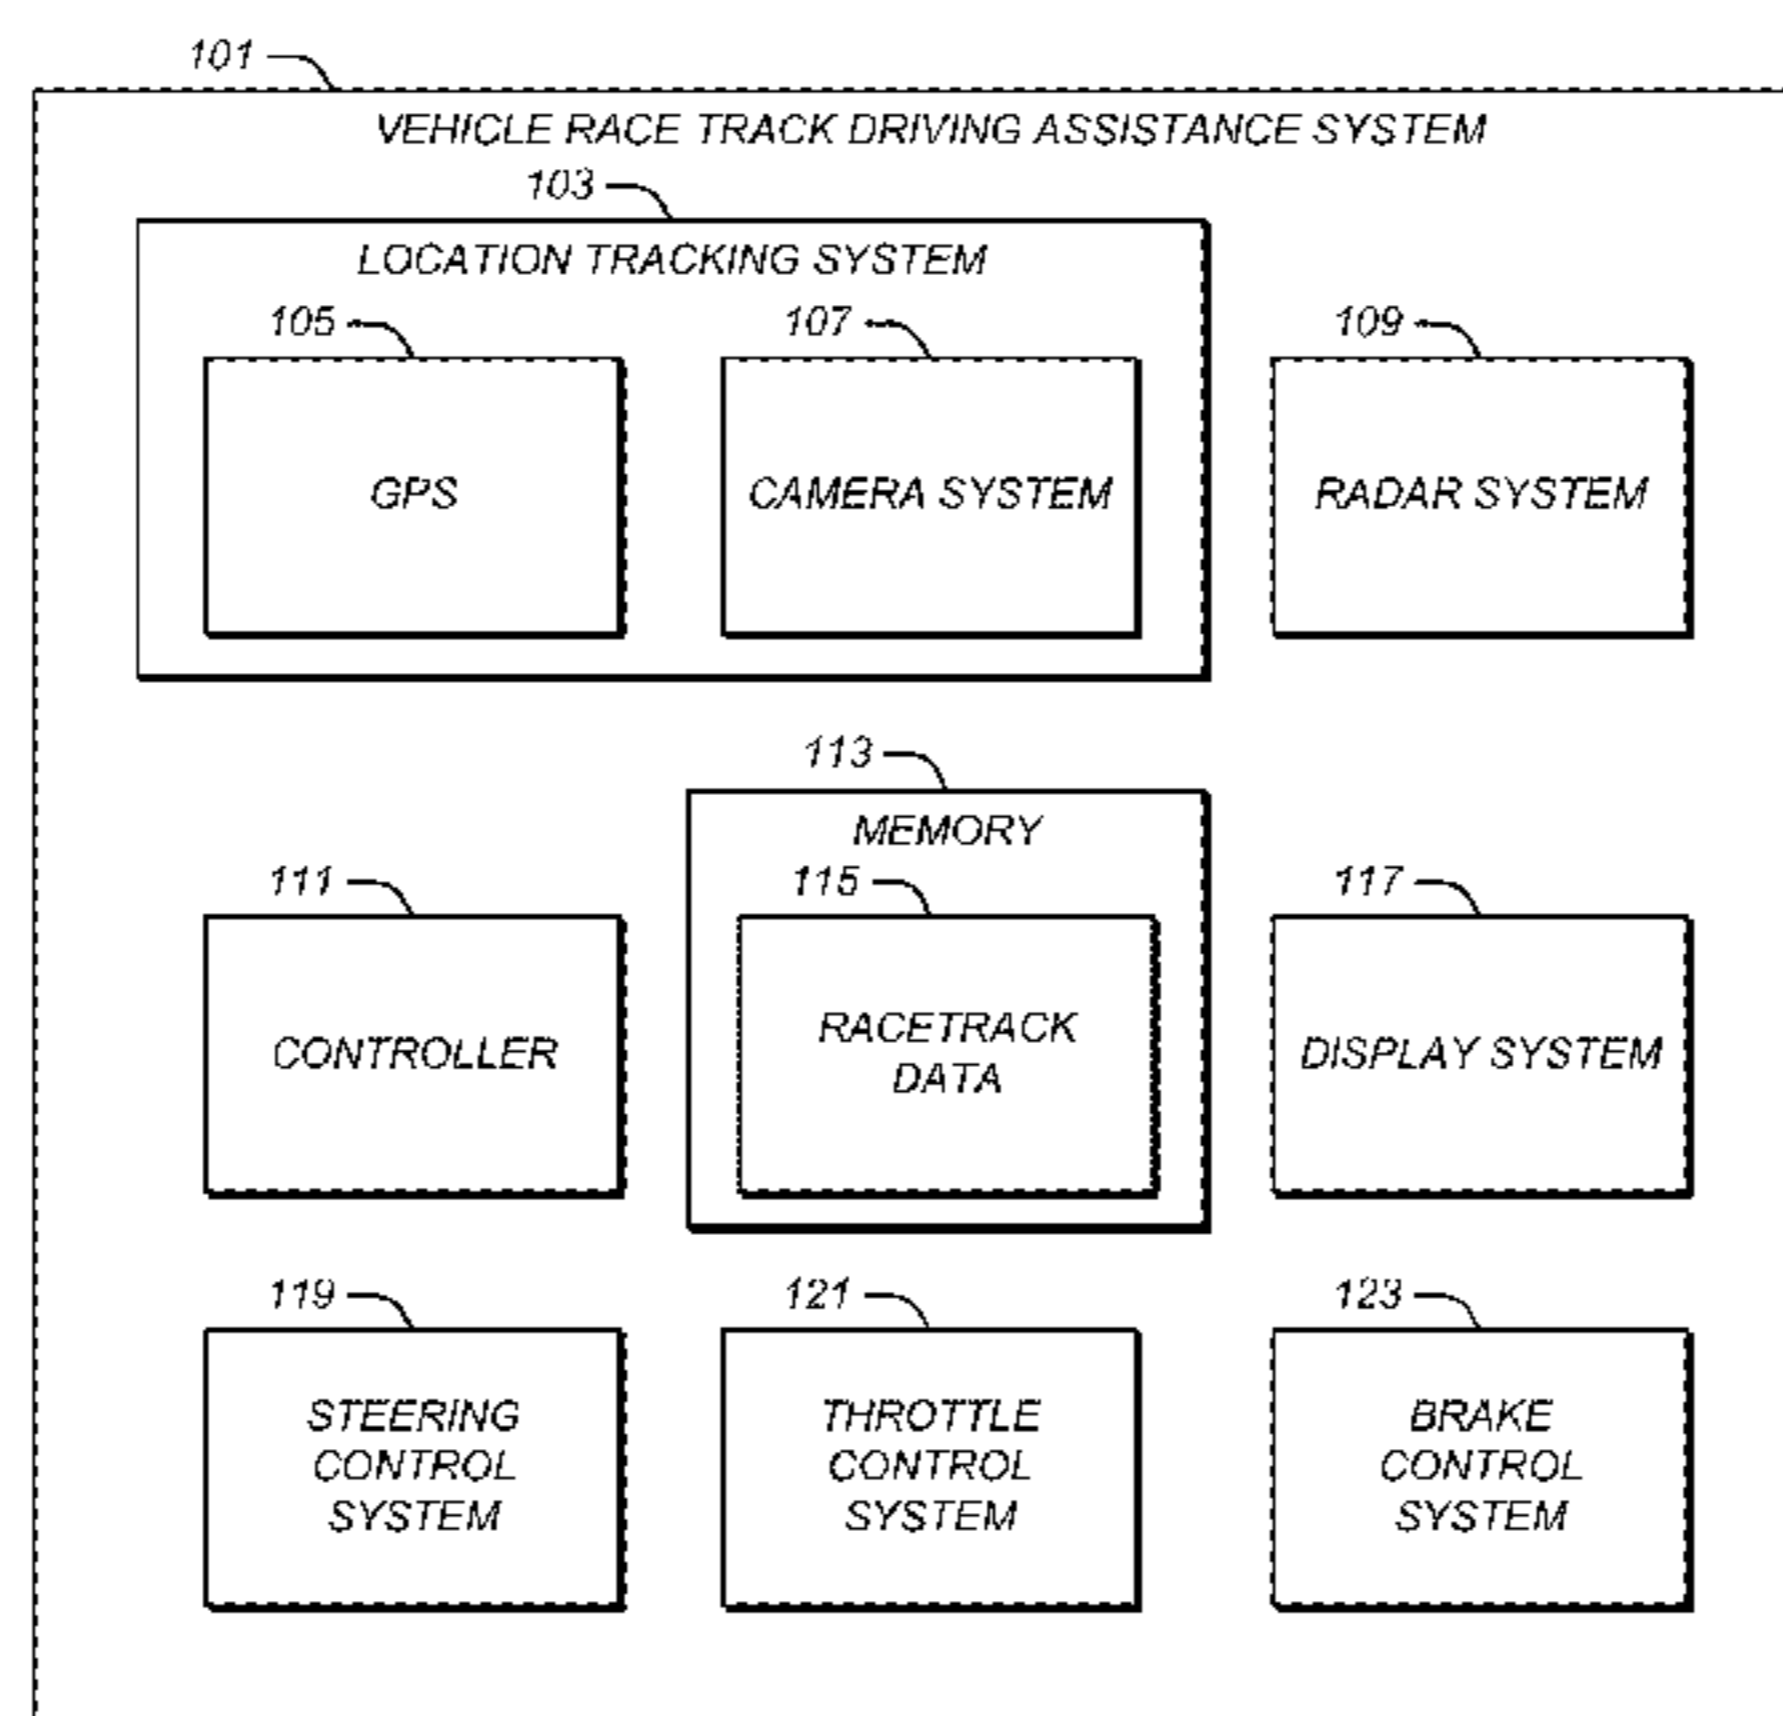 101
VEHICLE RACE TRACK DRIVING ASSISTANCE SYSTEM
103
LOCATION TRACKING SYSTEM
105
107
109
GPS
CAMERA SYSTEM
RADAR SYSTEM
113
MEMORY
111
115
117
CONTROLLER
RACETRACK
DATA
DISPLAY SYSTEM
119
121
123
STEERING
CONTROL
SYSTEM
THROTTLE
CONTROL
SYSTEM
BRAKE
CONTROL
SYSTEM